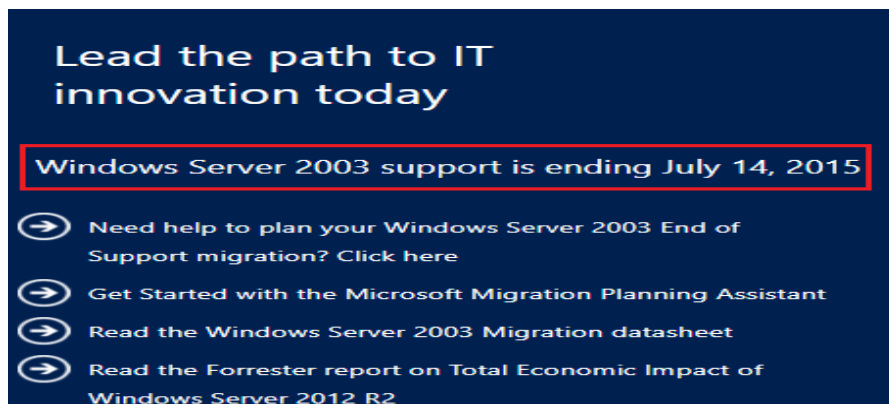 Lead the path to IT
innovation today
Windows Server 2003 support is ending July 14, 2015
Need help to plan your Windows Server 2003 End of
Support migration? Click here
Get Started with the Microsoft Migration Planning Assistant
Read the Windows Server 2003 Migration datasheet
Read the Forrester report on Total Economic Impact of
Windows Server 2012 R2